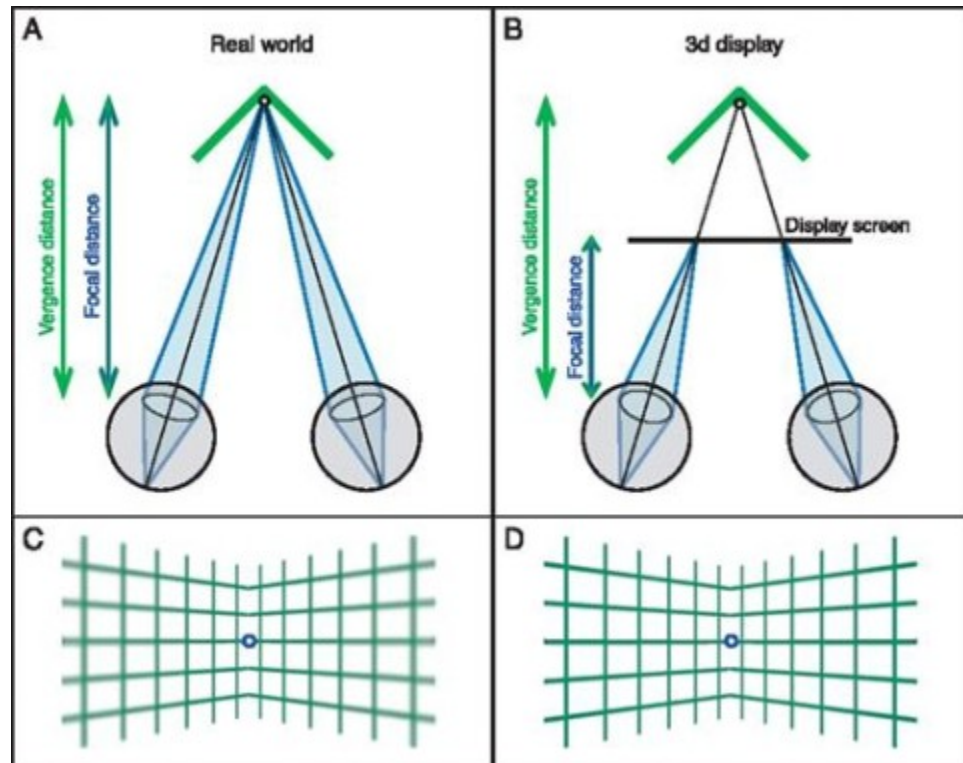 A
Real world
Vergence distance
Focal distance
B
3d display
Display screen
Vergence distance
Focal distance
C
D